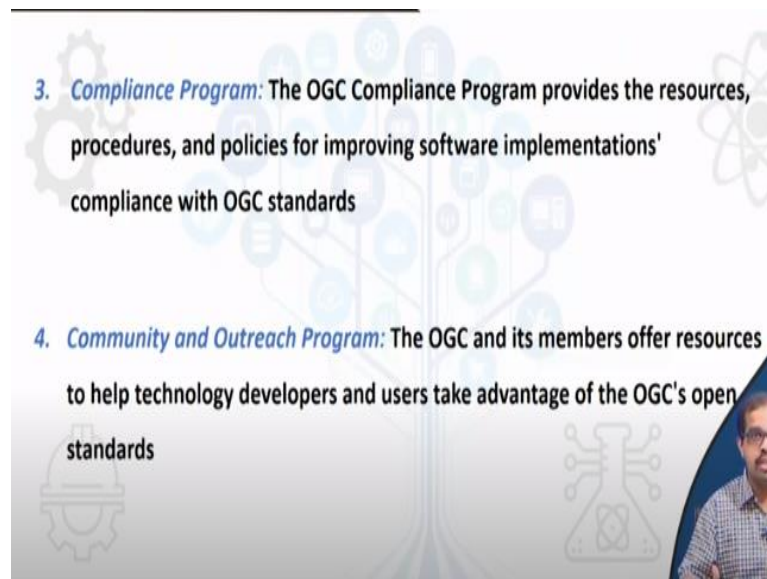 3. Compliance Program: The OGC Compliance Program provides the resources,
procedures, and policies for improving software implementations'
compliance with OGC standards
4. Community and Outreach Program: The OGC and its members offer resources
to help technology developers and users take advantage of the OGC's open
standards